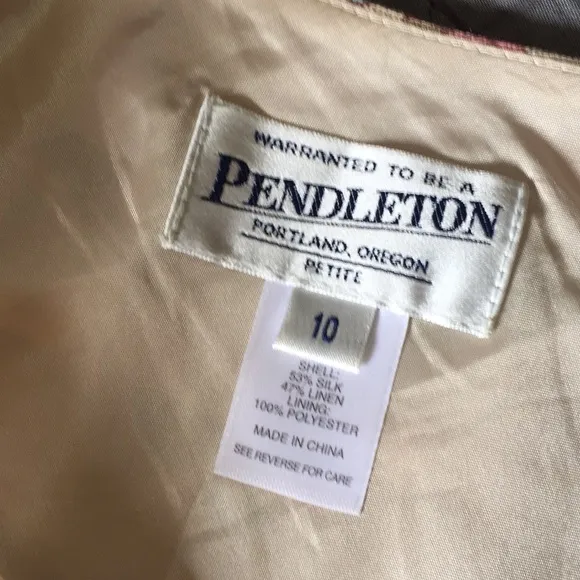 WARRANTED TO BE A
PENDLETON
PORTLAND, OREGON
PETITE
10
SHELL:
53% SILK
47% LINEN
LINING:
100% POLYESTER
MADE IN CHINA
SEE REVERSE FOR CARE